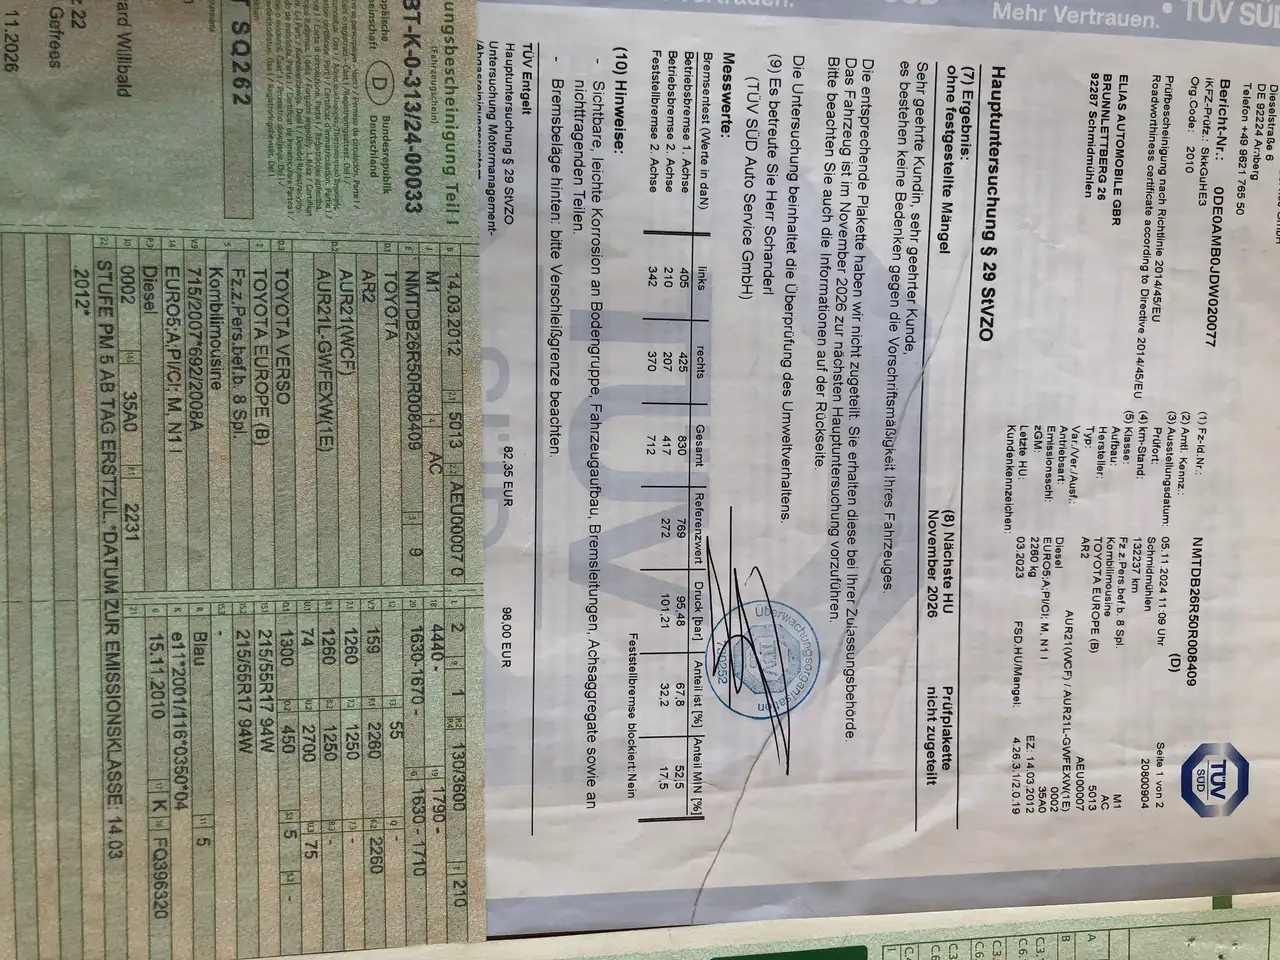 Mehr Vertrauen.
TÜV SÜD
Dieselstraße 6
DE 92224 Amberg
Telefon +49 9621 765 50
Bericht-Nr.: 0DE0AMB0JDW020077
iKFZ-Prüfz.: SkkGuHE3
Org.Code: 2010
Prüfbescheinigung nach Richtlinie 2014/45/EU
Roadworthiness certificate according to Directive 2014/45/EU
ELIAS AUTOMOBILE GBR
BRUNNLETTBERG 26
92287 Schmidmühlen
TÜV
SÜD
Seite 1 von 2
20800904
(1) Fz-Id.Nr.: NMTDB26R50R008409
(2) Amtl. Kennz.: (D)
(3) Ausstellungsdatum: 05.11.2024 11:09 Uhr
Prüfort: Schmidmühlen
(4) km-Stand: 132237 km
(5) Klasse: Fz.z.Pers.bef.b. 8 Spl. M1
Aufbau: Kombilimousine AC
Hersteller: TOYOTA EUROPE (B) 5013
Typ: AR2 AEU00007
Var./Ver./Ausf.: AUR21(WCF) / AUR21L-GWFEXW(1E)
Antriebsart: Diesel 0002
Emissionsschl.: EURO5;A;PI/CI; M, N1 I 35A0
zGM: 2260 kg EZ: 14.03.2012
Letzte HU: 03.2023 FSD.HU/Mangel: 4.26.3.1/2.0.19
Kundenkennzeichen:
Hauptuntersuchung § 29 StVZO
(7) Ergebnis: (8) Nächste HU Prüfplakette
ohne festgestellte Mängel November 2026 nicht zugeteilt
Sehr geehrte Kundin, sehr geehrter Kunde,
es bestehen keine Bedenken gegen die Vorschriftsmäßigkeit Ihres Fahrzeuges.
Die entsprechende Plakette haben wir nicht zugeteilt. Sie erhalten diese bei Ihrer Zulassungsbehörde.
Das Fahrzeug ist im November 2026 zur nächsten Hauptuntersuchung vorzuführen.
Bitte beachten Sie auch die Informationen auf der Rückseite.
Die Untersuchung beinhaltet die Überprüfung des Umweltverhaltens.
(9) Es betreute Sie Herr Schanderl
(TÜV SÜD Auto Service GmbH)
Überwachungsorganisation
TÜV
Messwerte:
Bremsentest (Werte in daN) links rechts Gesamt Referenzwert Druck [bar] Anteil ist [%] Anteil MIN [%]
Betriebsbremse 1. Achse 405 425 830 769 95,48 67,8 52,5
Betriebsbremse 2. Achse 210 207 417 272 101,21 32,2 17,5
Feststellbremse 2. Achse 342 370 712 Feststellbremse blockiert:Nein
(10) Hinweise:
- Sichtbare, leichte Korrosion an Bodengruppe, Fahrzeugaufbau, Bremsleitungen, Achsaggregate sowie an
nichttragenden Teilen.
- Bremsbeläge hinten: bitte Verschleißgrenze beachten.
TÜV Entgelt
Hauptuntersuchung § 29 StVZO 82,35 EUR 98,00 EUR
Untersuchung Motormanagement-
ungsbescheinigung Teil I
(Fahrzeugschein)
BT-K-0-313/24-00033
D
Bundesrepublik
Deutschland
T SQ262
ard Willibald
22
Gefrees
11.2026
14.03.2012 5013 AEU00007 0
M1 AC
NMTDB26R50R008409 9
TOYOTA
AR2
AUR21(WCF)
AUR21L-GWFEXW(1E)
TOYOTA VERSO
TOYOTA EUROPE (B)
Fz.z.Pers.bef.b. 8 Spl.
Kombilimousine
715/2007*692/2008A
EURO5;A;PI/CI; M, N1 I
Diesel
0002 35A0 2231
2 1 130/3600 210
4440 - 1790 -
1630-1670 - 1630 - 1710
55 -
159 2260 2260
1260 1250 -
1260 1250 -
74 2700 75
1300 450 5 -
215/55R17 94W
215/55R17 94W
-
Blau 5
e11*2001/116*0350*04
15.11.2010 K FQ396320
STUFE PM 5 AB TAG ERSTZUL.*DATUM ZUR EMISSIONSKLASSE: 14.03
2012*